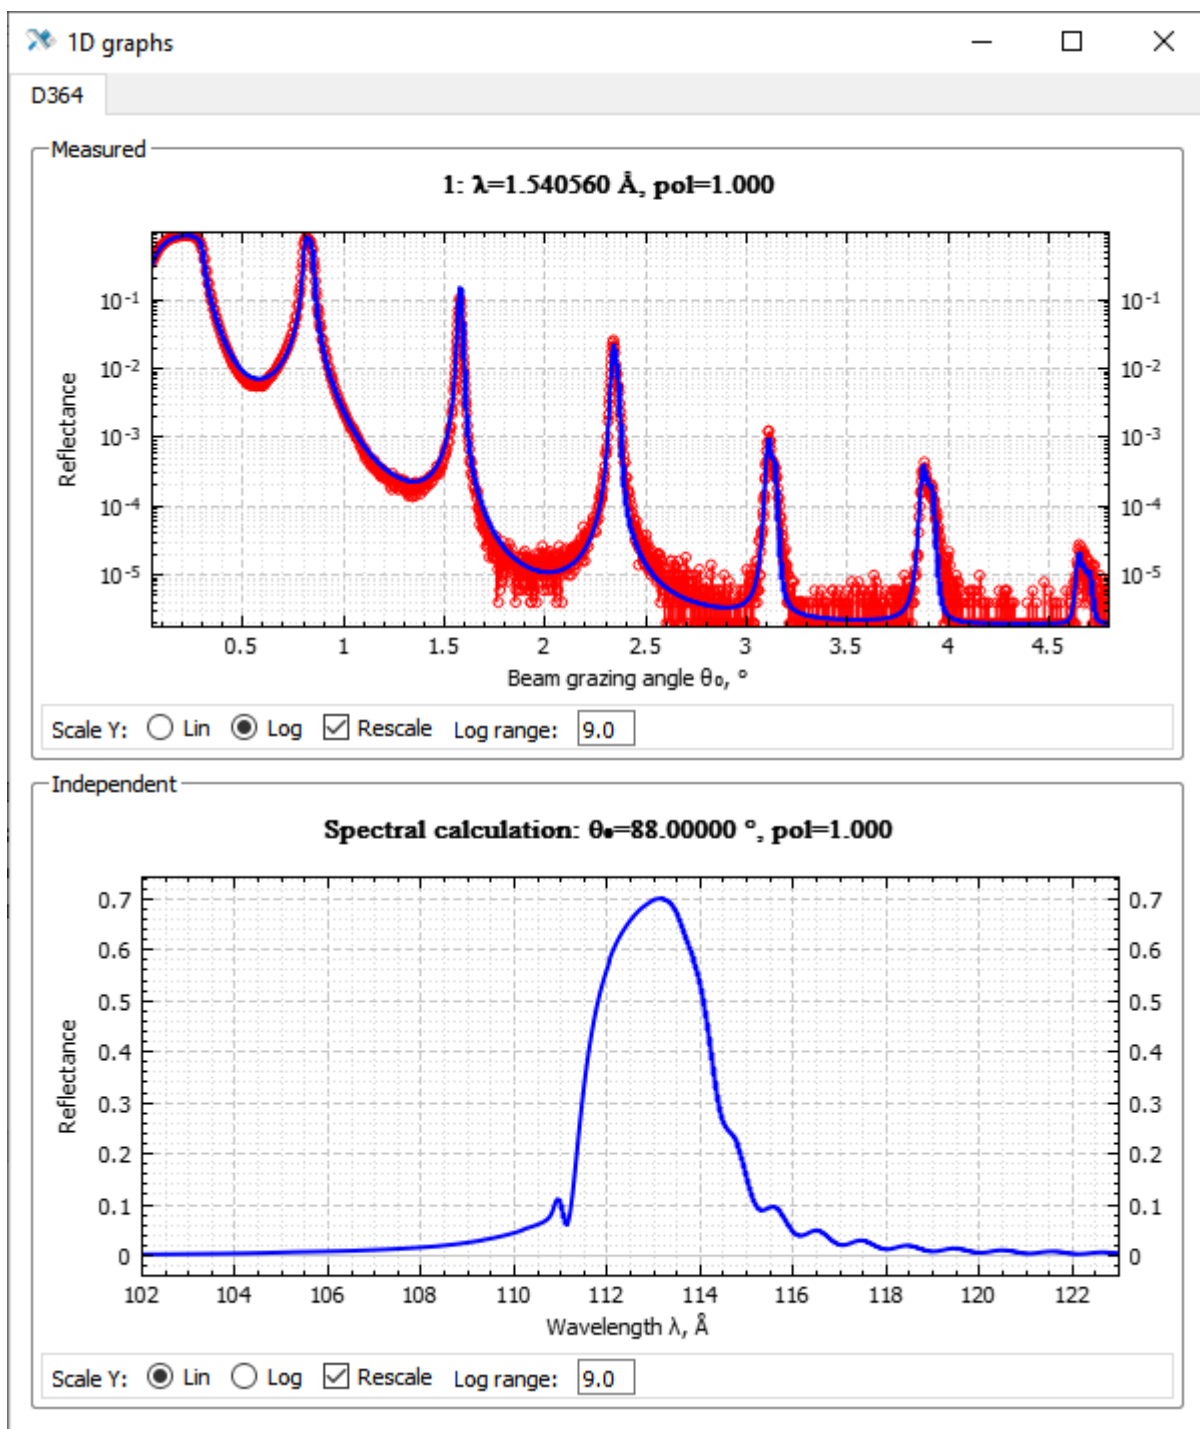 1D graphs
D364
Measured
1: λ=1.540560 Å, pol=1.000
Reflectance
10⁻¹ 10⁻¹
10⁻² 10⁻²
10⁻³ 10⁻³
10⁻⁴ 10⁻⁴
10⁻⁵ 10⁻⁵
0.5 1 1.5 2 2.5 3 3.5 4 4.5
Beam grazing angle θ₀, °
Scale Y: Lin Log Rescale Log range: 9.0
Independent
Spectral calculation: θ₀=88.00000 °, pol=1.000
Reflectance
0.7 0.7
0.6 0.6
0.5 0.5
0.4 0.4
0.3 0.3
0.2 0.2
0.1 0.1
0 0
102 104 106 108 110 112 114 116 118 120 122
Wavelength λ, Å
Scale Y: Lin Log Rescale Log range: 9.0